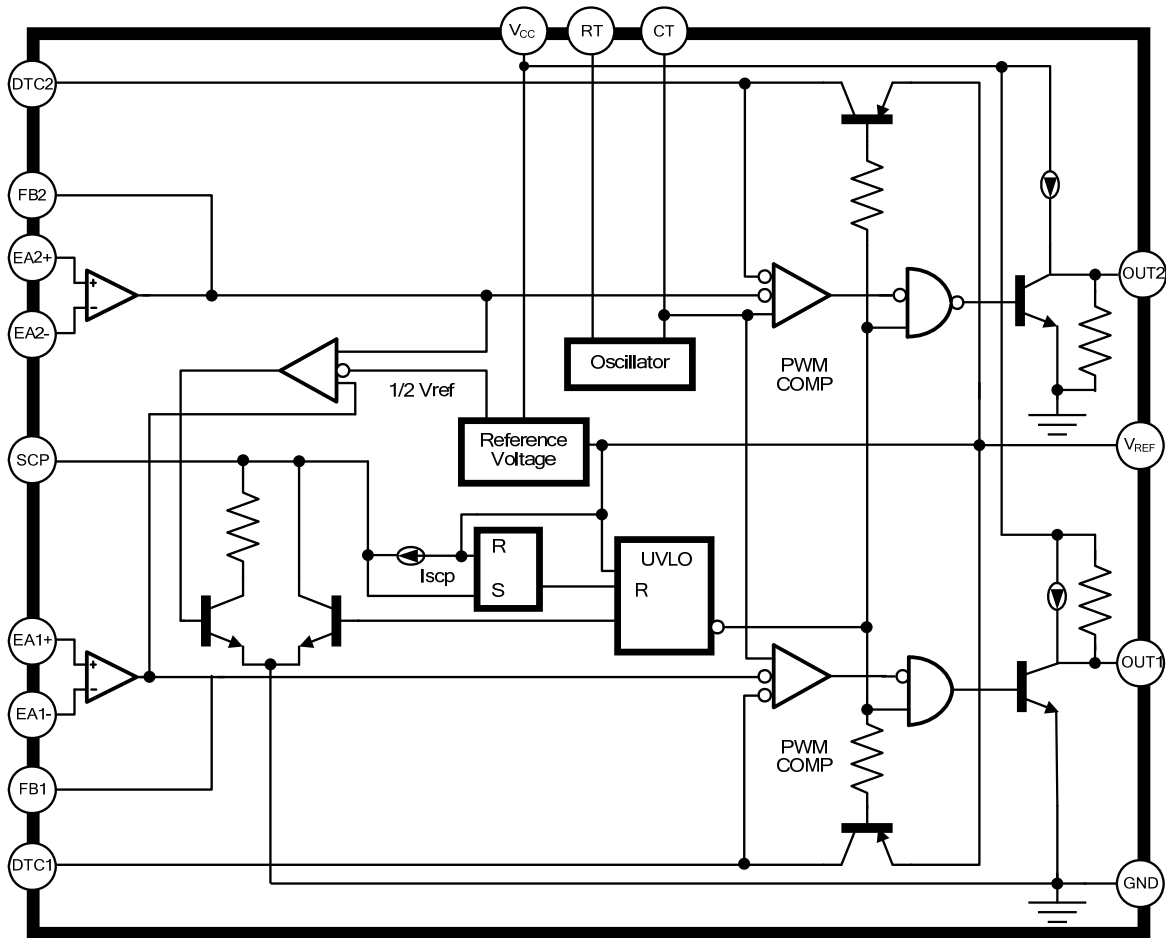 VCC
RT
CT
DTC2
FB2
EA2+
+
-
EA2-
OUT2
Oscillator
PWM
COMP
1/2 Vref
Reference
Voltage
SCP
VREF
R
S
Iscp
UVLO
R
EA1+
+
-
EA1-
OUT1
PWM
COMP
FB1
DTC1
GND